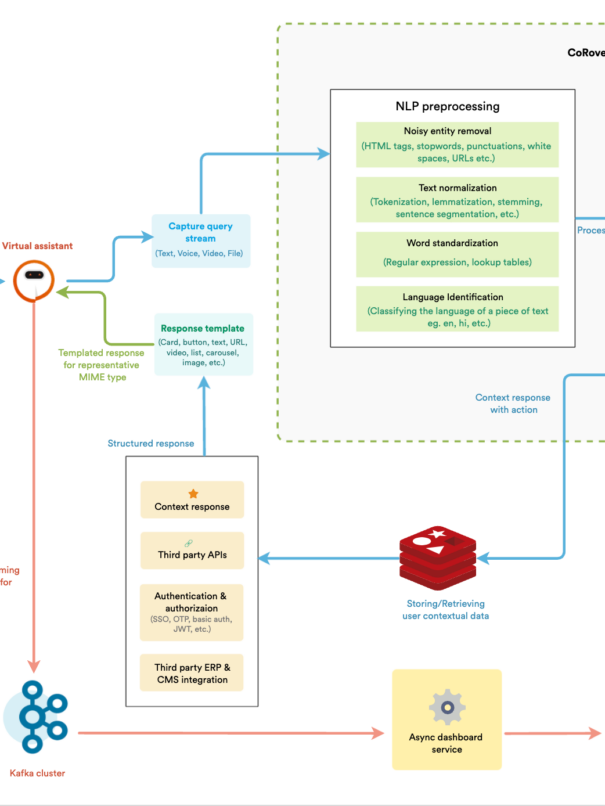 CoRove
NLP preprocessing
Noisy entity removal
(HTML tags, stopwords, punctuations, white
spaces, URLs etc.)
Text normalization
(Tokenization, lemmatization, stemming,
sentence segmentation, etc.)
Word standardization
(Regular expression, lookup tables)
Language Identification
(Classifying the language of a piece of text
eg. en, hi, etc.)
Proces
Capture query
stream
(Text, Voice, Video, File)
Virtual assistant
Response template
(Card, button, text, URL,
video, list, carousel,
image, etc.)
Templated response
for representative
MIME type
Context response
with action
Structured response
Context response
Third party APIs
Authentication &
authorizaion
(SSO, OTP, basic auth,
JWT, etc.)
Third party ERP &
CMS integration
Storing/Retrieving
user contextual data
ming
for
Async dashboard
service
Kafka cluster